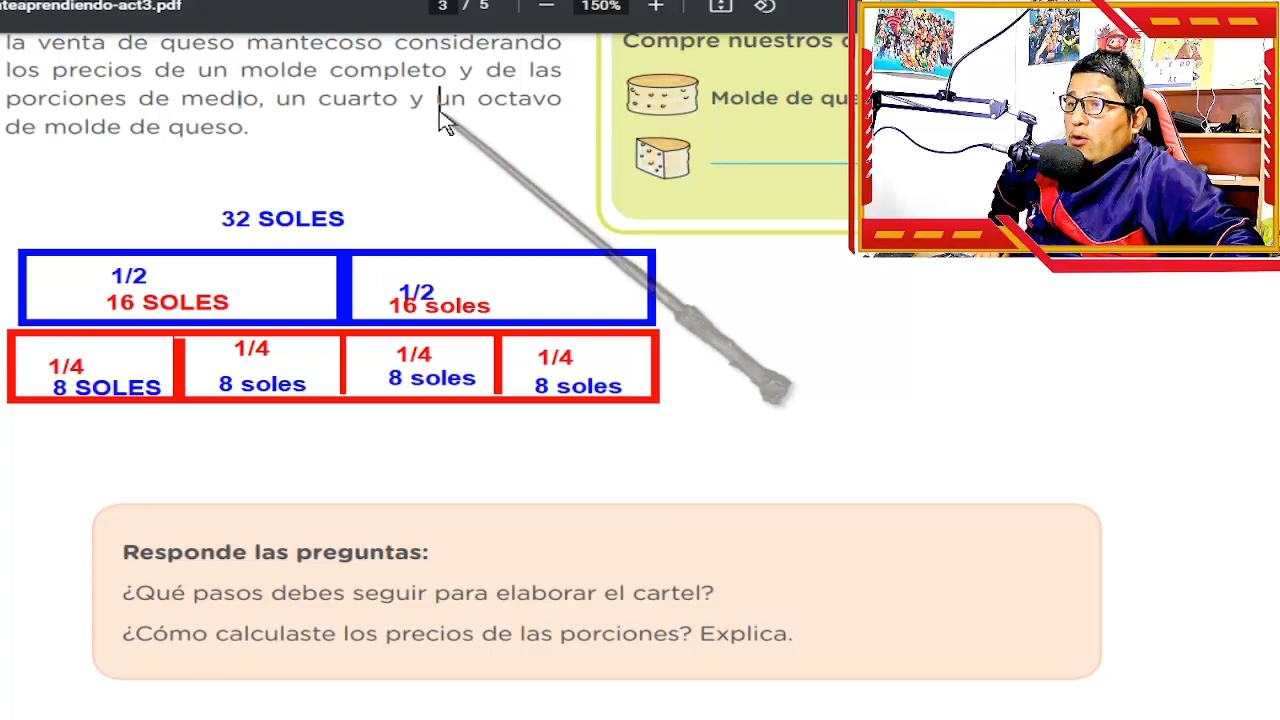 ateaprendiendo-act3.pdf
3 / 5 — 150% +
la venta de queso mantecoso considerando
los precios de un molde completo y de las
porciones de medio, un cuarto y un octavo
de molde de queso.
Compre nuestros
Molde de
32 SOLES
1/2
16 SOLES
1/2
16 soles
1/4
8 SOLES
1/4
8 soles
1/4
8 soles
1/4
8 soles
Responde las preguntas:
¿Qué pasos debes seguir para elaborar el cartel?
¿Cómo calculaste los precios de las porciones? Explica.